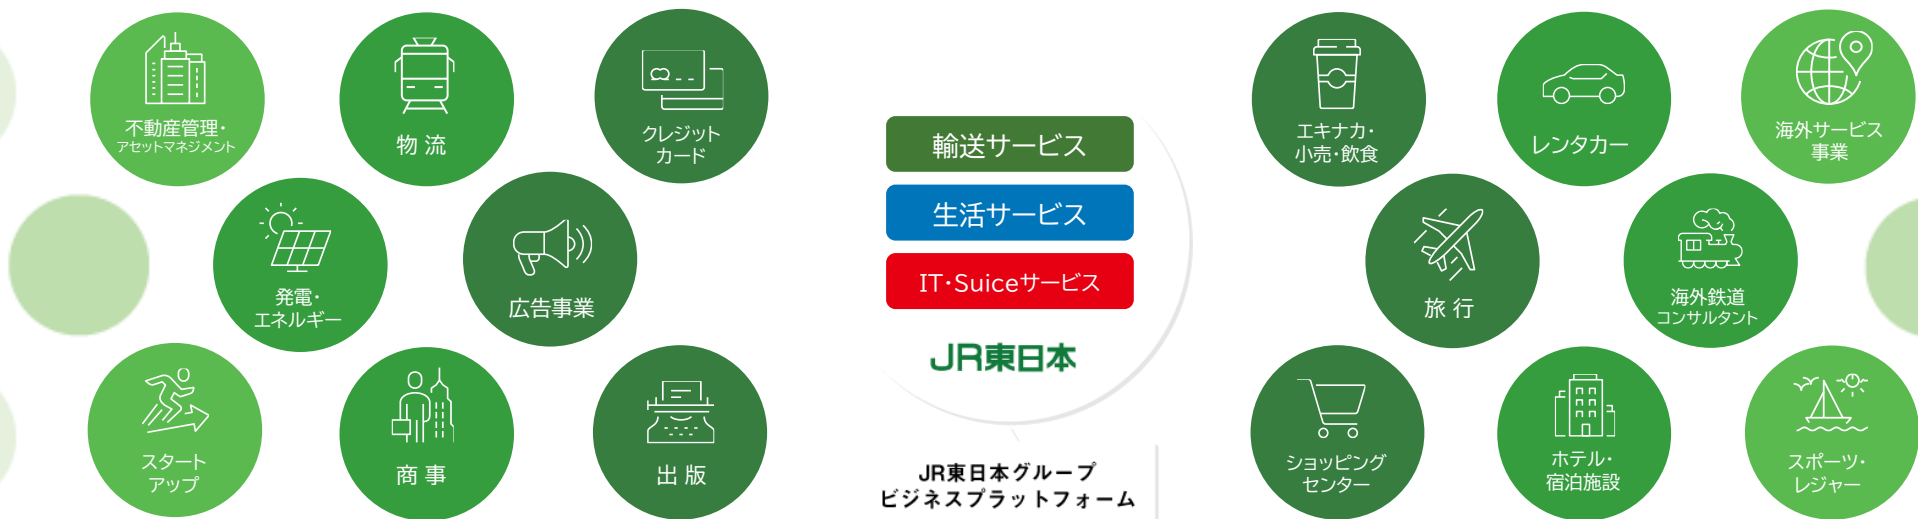 不動産管理・
アセットマネジメント
物 流
クレジット
カード
発電・
エネルギー
広告事業
スタート
アップ
商 事
出 版
輸送サービス
生活サービス
IT・Suiceサービス
JR東日本
JR東日本グループ
ビジネスプラットフォーム
エキナカ・
小売・飲食
レンタカー
海外サービス
事業
旅 行
海外鉄道
コンサルタント
ショッピング
センター
ホテル・
宿泊施設
スポーツ・
レジャー